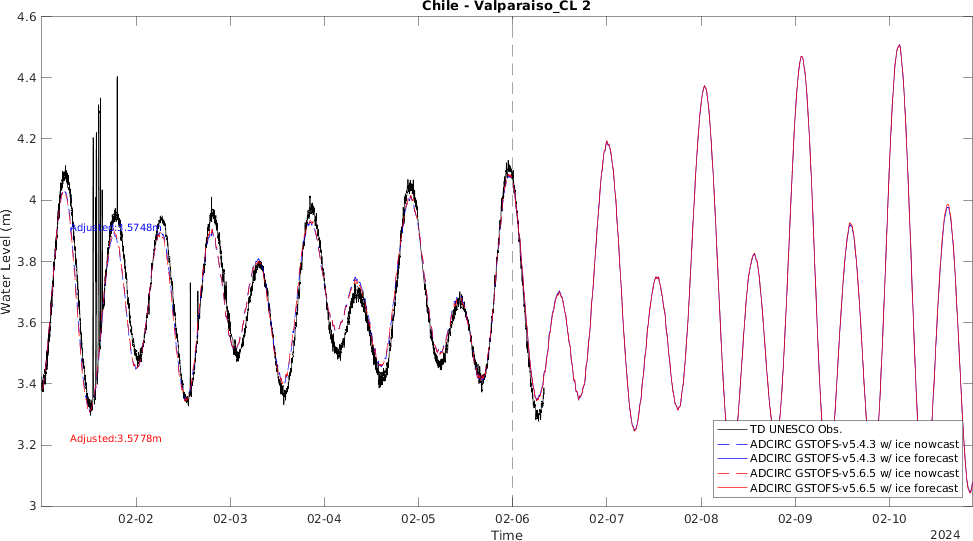 Chile - Valparaiso_CL 2
4.6
4.4
4.2
4
3.8
3.6
3.4
3.2
3
Water Level (m)
Adjusted:3.5748m
Adjusted:3.5778m
TD UNESCO Obs.
ADCIRC GSTOFS-v5.4.3 w/ ice nowcast
ADCIRC GSTOFS-v5.4.3 w/ ice forecast
ADCIRC GSTOFS-v5.6.5 w/ ice nowcast
ADCIRC GSTOFS-v5.6.5 w/ ice forecast
02-02 02-03 02-04 02-05 02-06 02-07 02-08 02-09 02-10
Time
2024